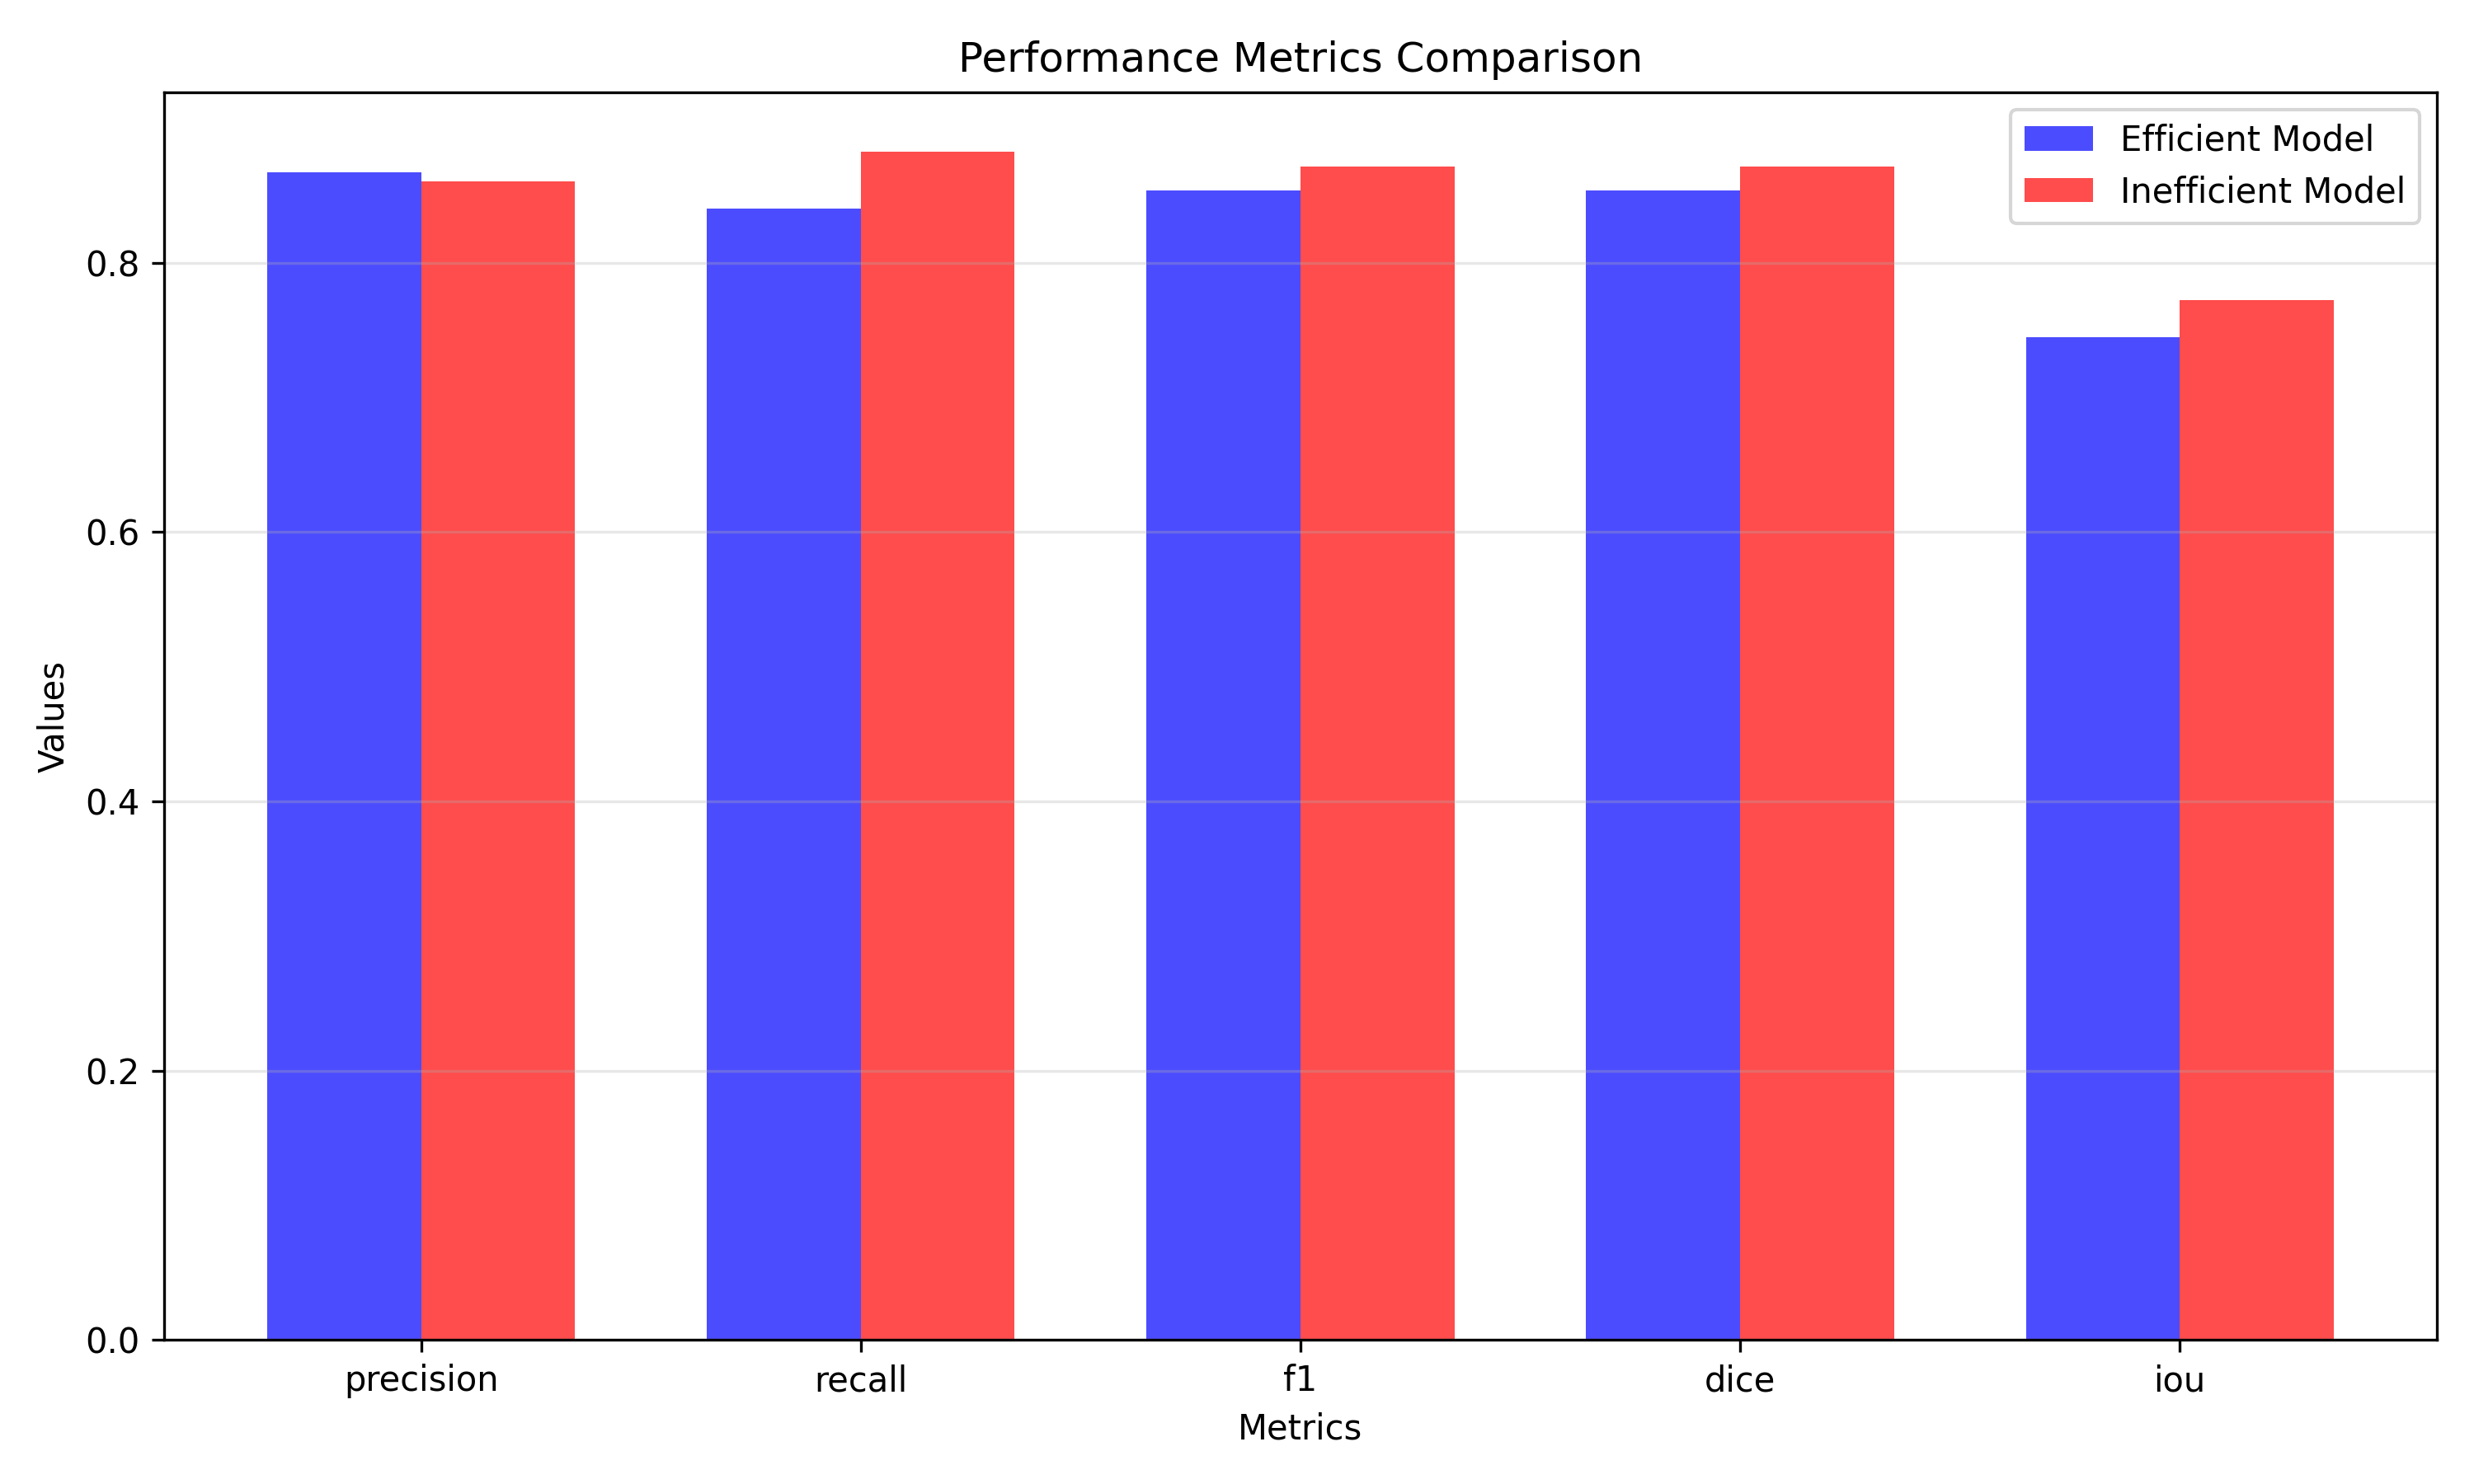 Performance Metrics Comparison
Efficient Model
Inefficient Model
Values
0.8
0.6
0.4
0.2
0.0
precision recall f1 dice iou
Metrics